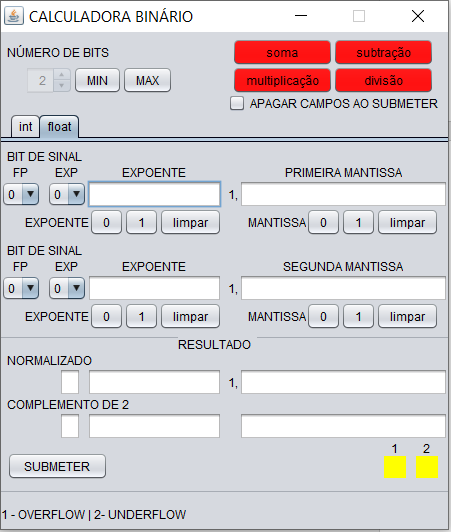 CALCULADORA BINÁRIO
NÚMERO DE BITS
soma subtração
2 MIN MAX
multiplicação divisão
APAGAR CAMPOS AO SUBMETER
int float
BIT DE SINAL
FP EXP EXPOENTE PRIMEIRA MANTISSA
0 0 1,
EXPOENTE 0 1 limpar MANTISSA 0 1 limpar
BIT DE SINAL
FP EXP EXPOENTE SEGUNDA MANTISSA
0 0 1,
EXPOENTE 0 1 limpar MANTISSA 0 1 limpar
RESULTADO
NORMALIZADO
1,
COMPLEMENTO DE 2
1 2
SUBMETER
1 - OVERFLOW | 2- UNDERFLOW